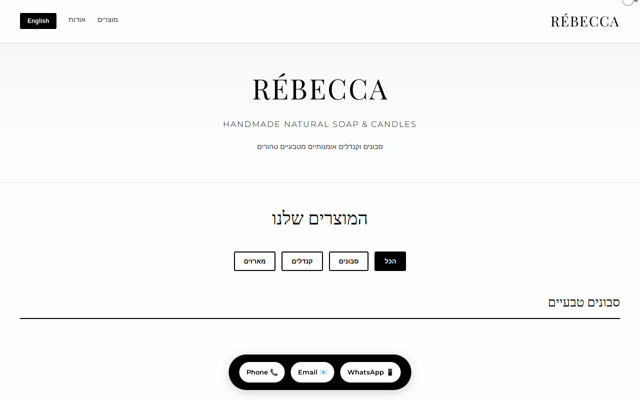 RÉBECCA
מוצרים
אודות
English
RÉBECCA
HANDMADE NATURAL SOAP & CANDLES
סבונים וקנדלים אומנותיים מטבעיים טהורים
המוצרים שלנו
הכל
סבונים
קנדלים
מארזים
סבונים טבעיים
Phone 📞
Email 📧
WhatsApp 📱